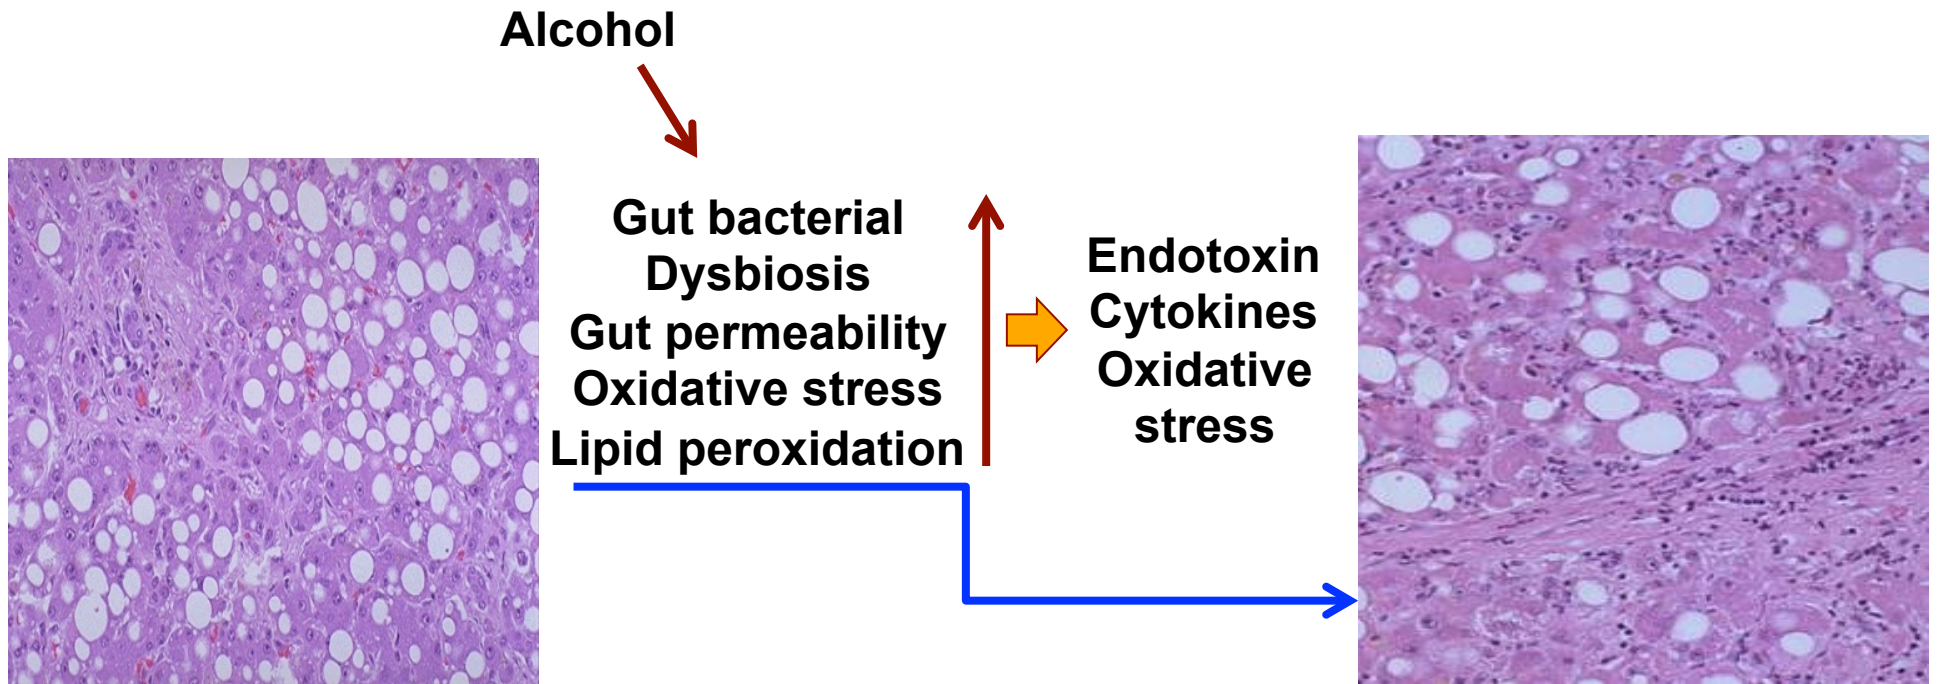 Alcohol
Gut bacterial
Dysbiosis
Gut permeability
Oxidative stress
Lipid peroxidation
Endotoxin
Cytokines
Oxidative
stress